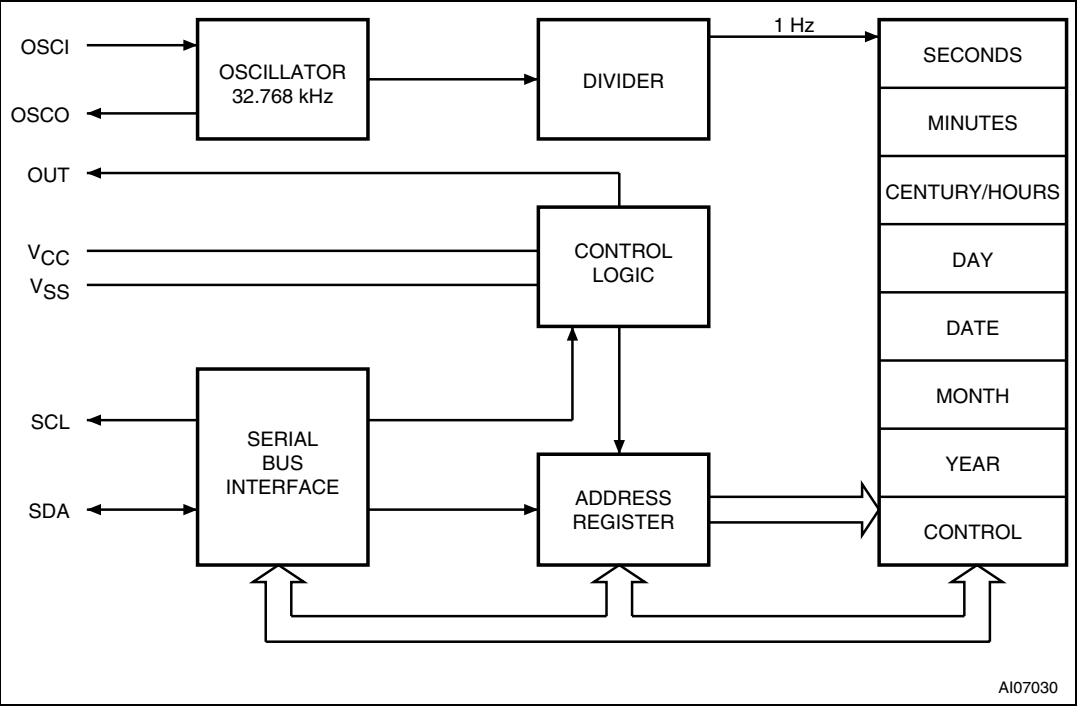 OSCI
OSCO
OUT
VCC
VSS
SCL
SDA
OSCILLATOR
32.768 kHz
DIVIDER
1 Hz
CONTROL
LOGIC
SERIAL
BUS
INTERFACE
ADDRESS
REGISTER
SECONDS
MINUTES
CENTURY/HOURS
DAY
DATE
MONTH
YEAR
CONTROL
AI07030